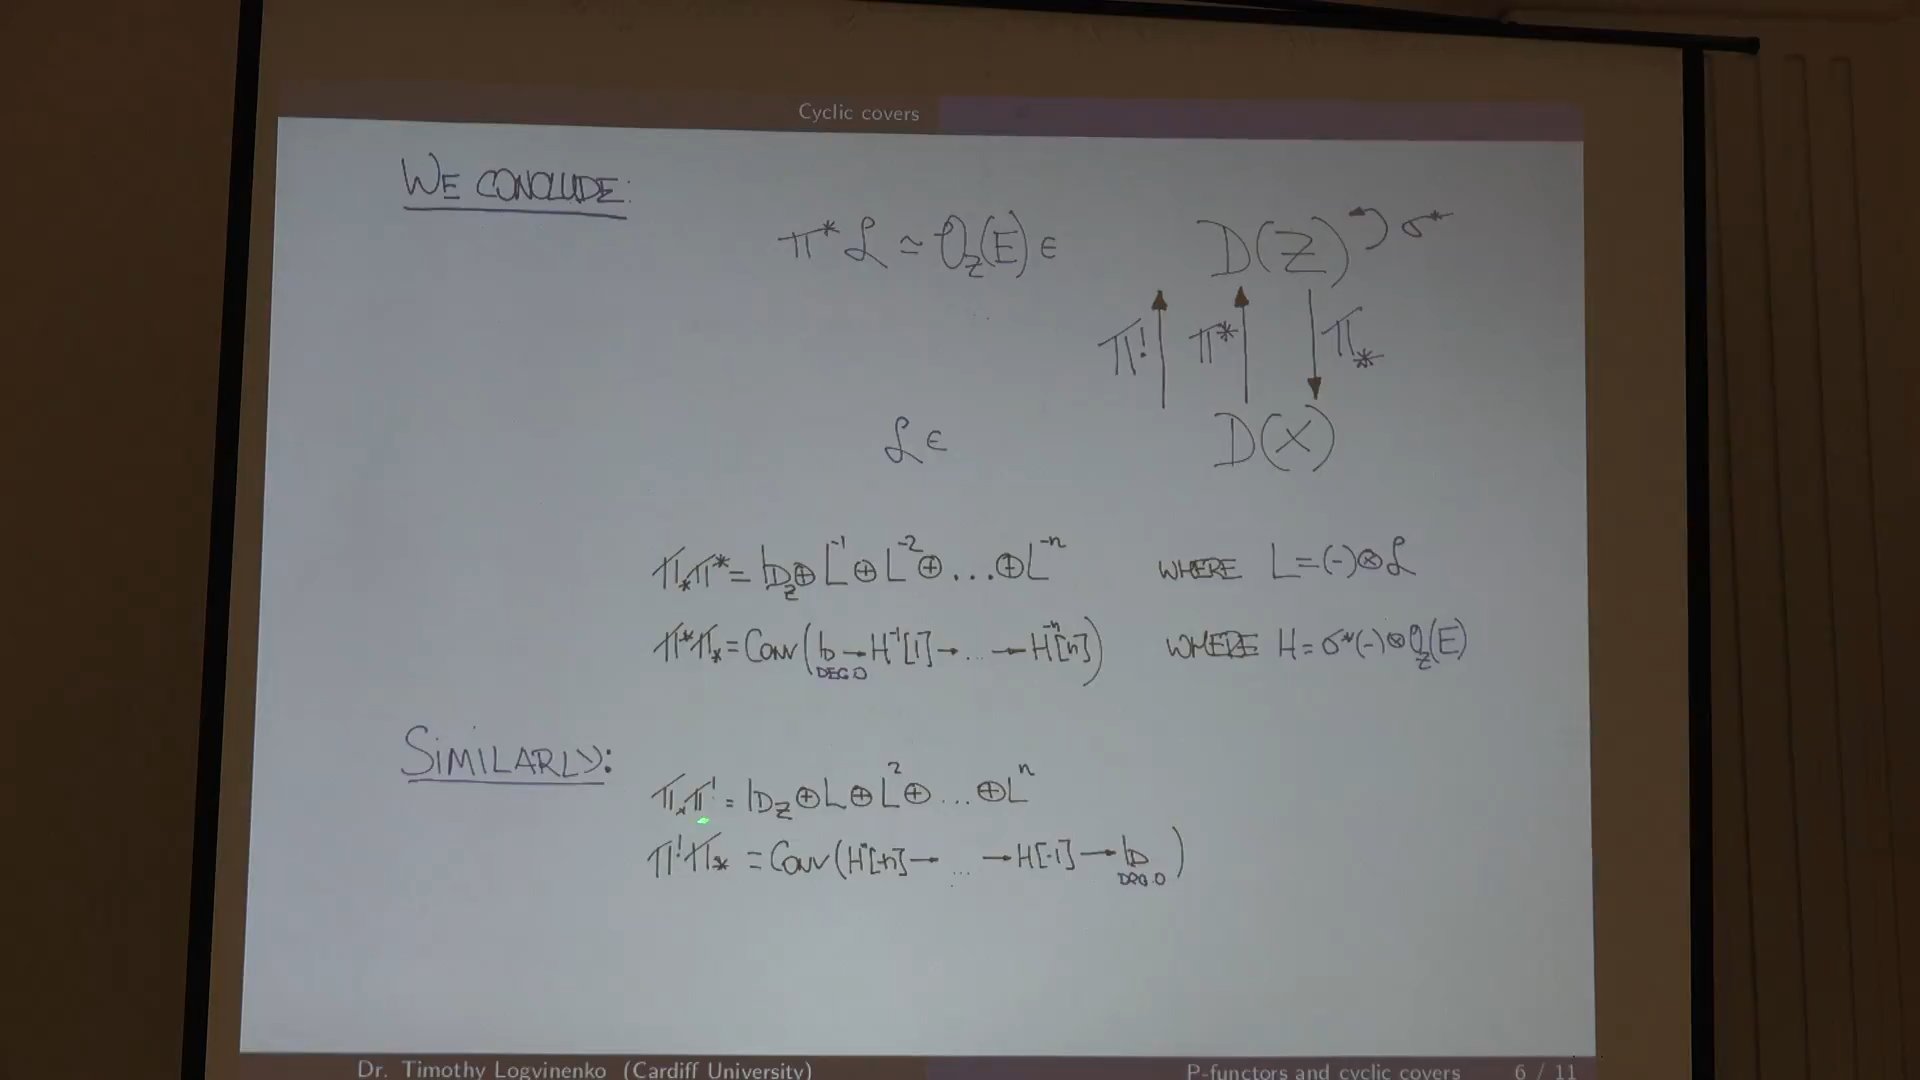 Cyclic covers
WE CONCLUDE:
π* ℒ ≃ O_Z(E) ∈ D(Z) ↶ σ*
π! π* π_*
ℒ ∈ D(X)
π_*π* = ID_Z ⊕ L^{-1} ⊕ L^{-2} ⊕ ... ⊕ L^{-n} WHERE L = (-) ⊗ ℒ
π*π_* = CONV(ID → H^{-1}[1] → ... → H^{-n}[n]) WHERE H = σ*(-) ⊗ O_Z(E)
DEG.0
SIMILARLY:
π_*π^! = ID_Z ⊕ L ⊕ L^2 ⊕ ... ⊕ L^n
π^!π_* = CONV(H^n[-n] → ... → H[-1] → ID)
DEG.0
Dr. Timothy Logvinenko (Cardiff University) P-functors and cyclic covers 6 / 11